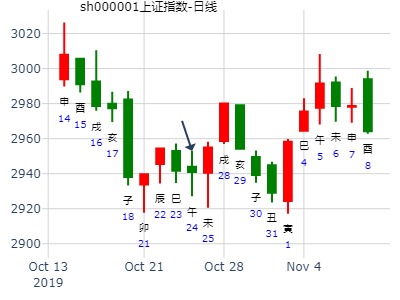 sh000001上证指数-日线
3020
3000
2980
2960
2940
2920
2900
申
14
酉
15
戌
16
亥
17
子
18
卯
21
辰
22
巳
23
午
24
未
25
戌
28
亥
29
子
30
丑
31
寅
1
巳
4
午
5
未
6
申
7
酉
8
Oct 13
2019
Oct 21
Oct 28
Nov 4